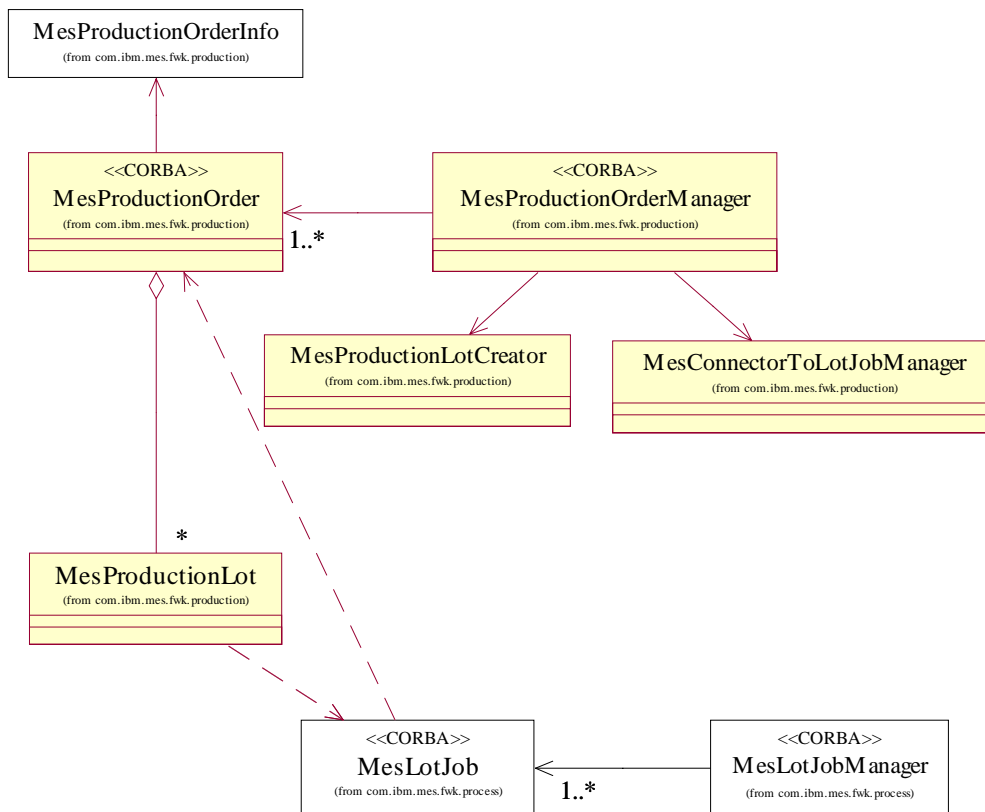 MesProductionOrderInfo
(from com.ibm.mes.fwk.production)
<<CORBA>>
MesProductionOrder
(from com.ibm.mes.fwk.production)
<<CORBA>>
MesProductionOrderManager
(from com.ibm.mes.fwk.production)
1..*
MesProductionLotCreator
(from com.ibm.mes.fwk.production)
MesConnectorToLotJobManager
(from com.ibm.mes.fwk.production)
*
MesProductionLot
(from com.ibm.mes.fwk.production)
<<CORBA>>
MesLotJob
(from com.ibm.mes.fwk.process)
1..*
<<CORBA>>
MesLotJobManager
(from com.ibm.mes.fwk.process)